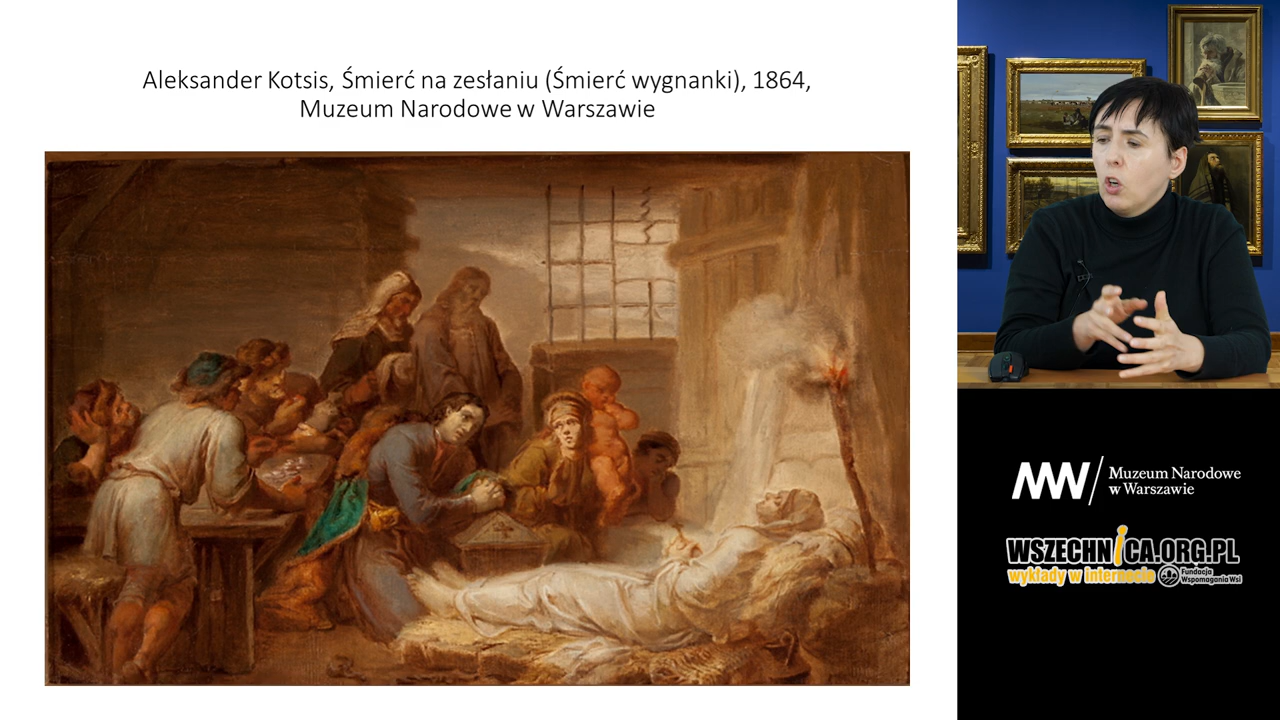 Aleksander Kotsis, Śmierć na zesłaniu (Śmierć wygnanki), 1864,
Muzeum Narodowe w Warszawie
Muzeum Narodowe
w Warszawie
WSZECHNICA.ORG.PL
wykłady w internecie
Fundacja
Wspomagania Wsi